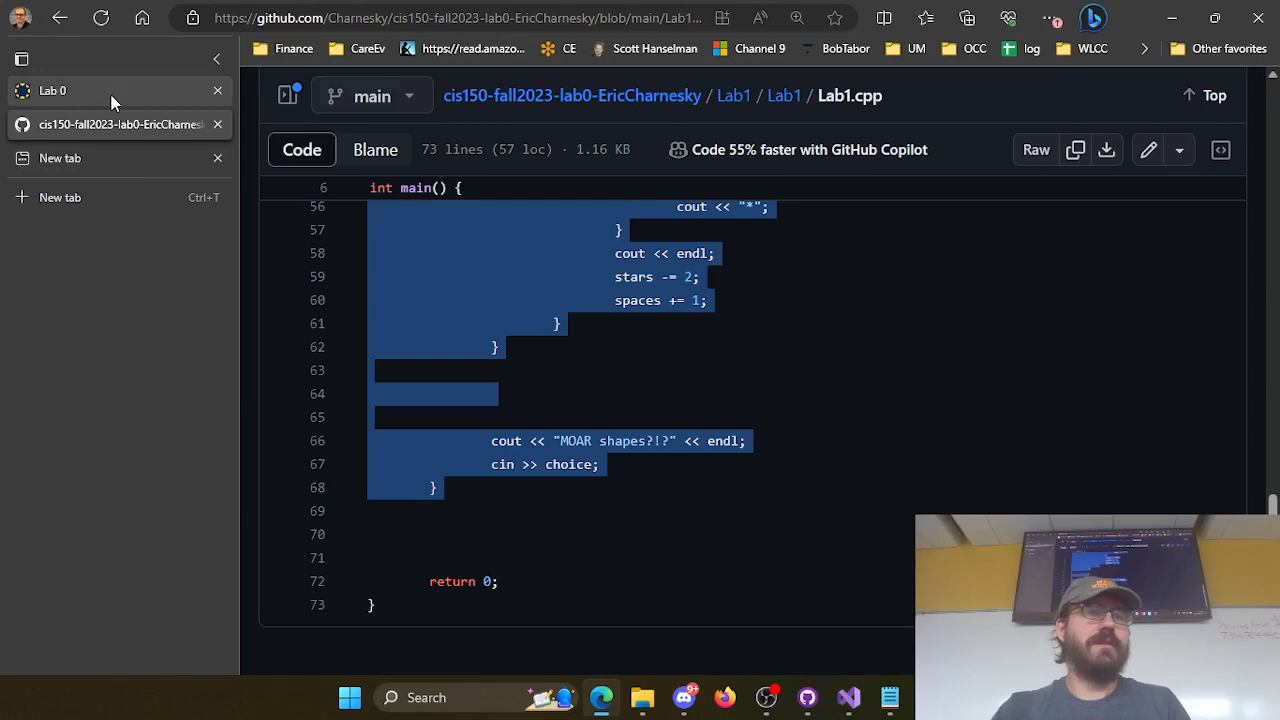 https://github.com/Charnesky/cis150-fall2023-lab0-EricCharnesky/blob/main/Lab1...
Finance
CareEv
https://read.amazo...
CE
Scott Hanselman
Channel 9
BobTabor
UM
OCC
log
WLCC
Other favorites
Lab 0
cis150-fall2023-lab0-EricCharnesk
New tab
New tab Ctrl+T
main
cis150-fall2023-lab0-EricCharnesky / Lab1 / Lab1 / Lab1.cpp
Top
Code Blame 73 lines (57 loc) · 1.16 KB Code 55% faster with GitHub Copilot Raw
6 int main() {
56 cout << "*";
57 }
58 cout << endl;
59 stars -= 2;
60 spaces += 1;
61 }
62 }
63
64
65
66 cout << "MOAR shapes?!?" << endl;
67 cin >> choice;
68 }
69
70
71
72 return 0;
73 }
Search
9+